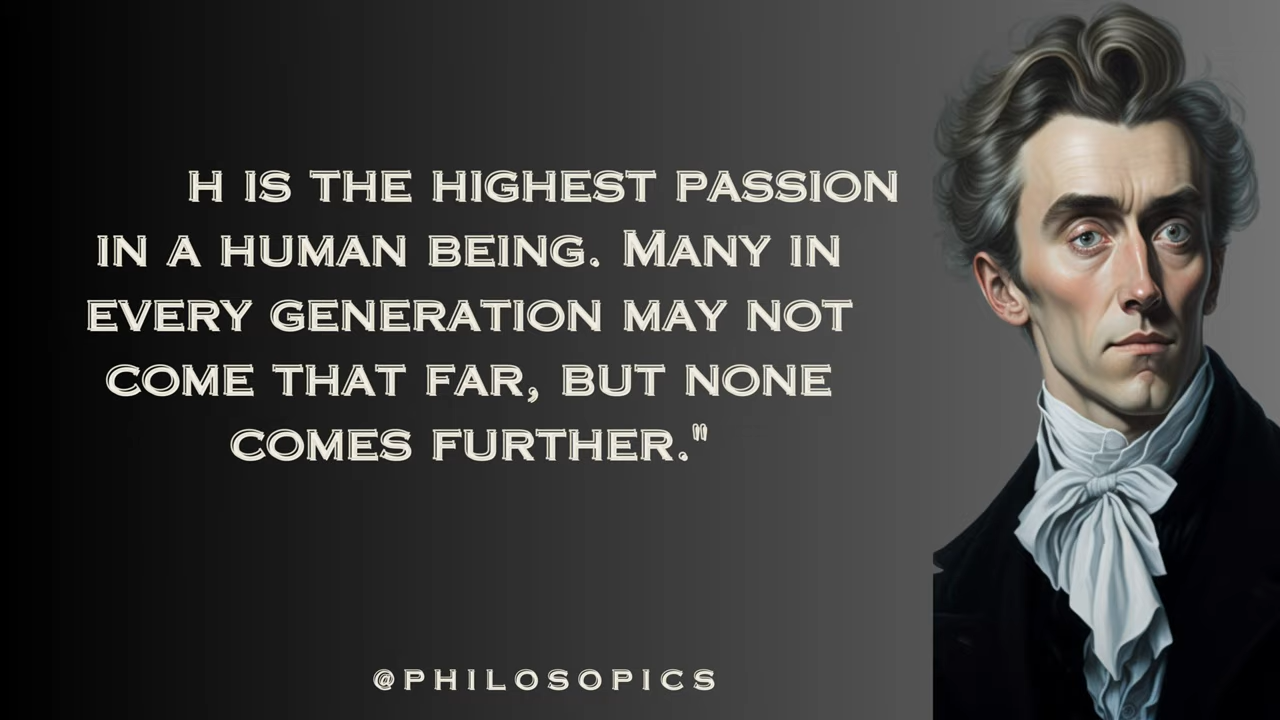 H IS THE HIGHEST PASSION
IN A HUMAN BEING. MANY IN
EVERY GENERATION MAY NOT
COME THAT FAR, BUT NONE
COMES FURTHER."
@PHILOSOPICS